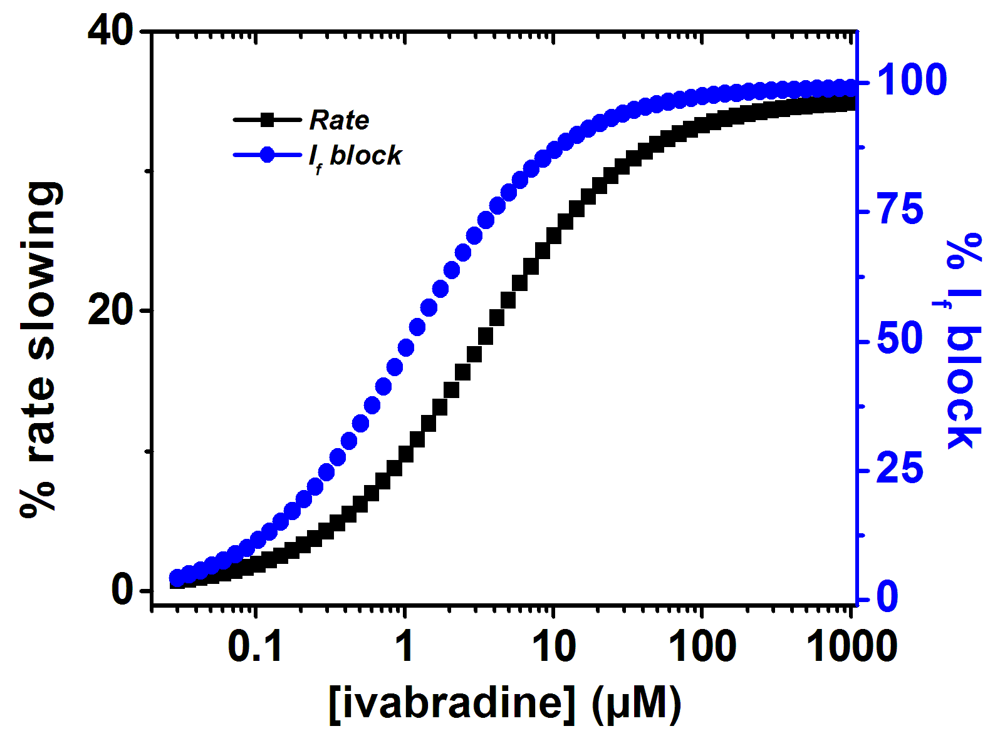 40
20
0
% rate slowing
Rate
If block
100
75
50
25
0
% If block
0.1 1 10 100 1000
[ivabradine] (µM)